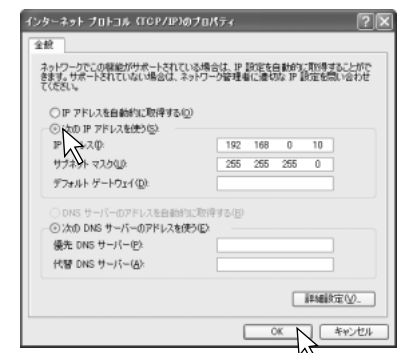 インターネット プロトコル (TCP/IP)のプロパティ
全般
ネットワークでこの機能がサポートされている場合は、IP 設定を自動的に取得することがで
きます。サポートされていない場合は、ネットワーク管理者に適切な IP 設定を問い合わせ
てください。
IP アドレスを自動的に取得する(O)
次の IP アドレスを使う(S):
IP アドレス(I): 192 168 0 10
サブネット マスク(U): 255 255 255 0
デフォルト ゲートウェイ(D):
DNS サーバーのアドレスを自動的に取得する(B)
次の DNS サーバーのアドレスを使う(E):
優先 DNS サーバー(P):
代替 DNS サーバー(A):
詳細設定(V)...
OK キャンセル